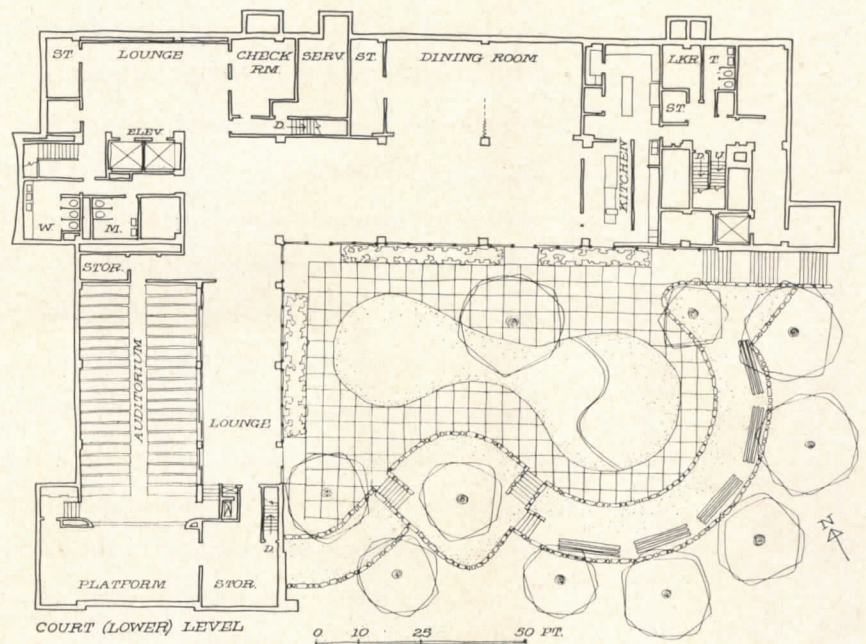 ST.
LOUNGE
CHECK
RM.
SERV
ST.
DINING ROOM
LKR
T.
ST.
D.
ELEV.
KITCHEN
D
U
W.
M.
STOR.
AUDITORIUM
LOUNGE
D.
N
PLATFORM
STOR.
COURT (LOWER) LEVEL
0 10 25 50 FT.